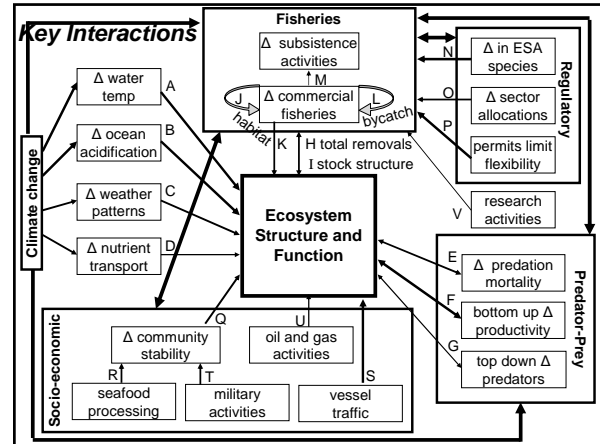 Key Interactions
Fisheries
Δ subsistence
activities
M
J
Δ commercial
fisheries
L
habitat
bycatch
K
H total removals
I stock structure
N
Δ in ESA
species
O
Δ sector
allocations
P
permits limit
flexibility
Regulatory
V
research
activities
Climate change
Δ water
temp
A
Δ ocean
acidification
B
Δ weather
patterns
C
Δ nutrient
transport
D
Ecosystem
Structure and
Function
E
Δ predation
mortality
F
bottom up Δ
productivity
G
top down Δ
predators
Predator-Prey
Socio-economic
Q
Δ community
stability
U
oil and gas
activities
R
T
S
seafood
processing
military
activities
vessel
traffic